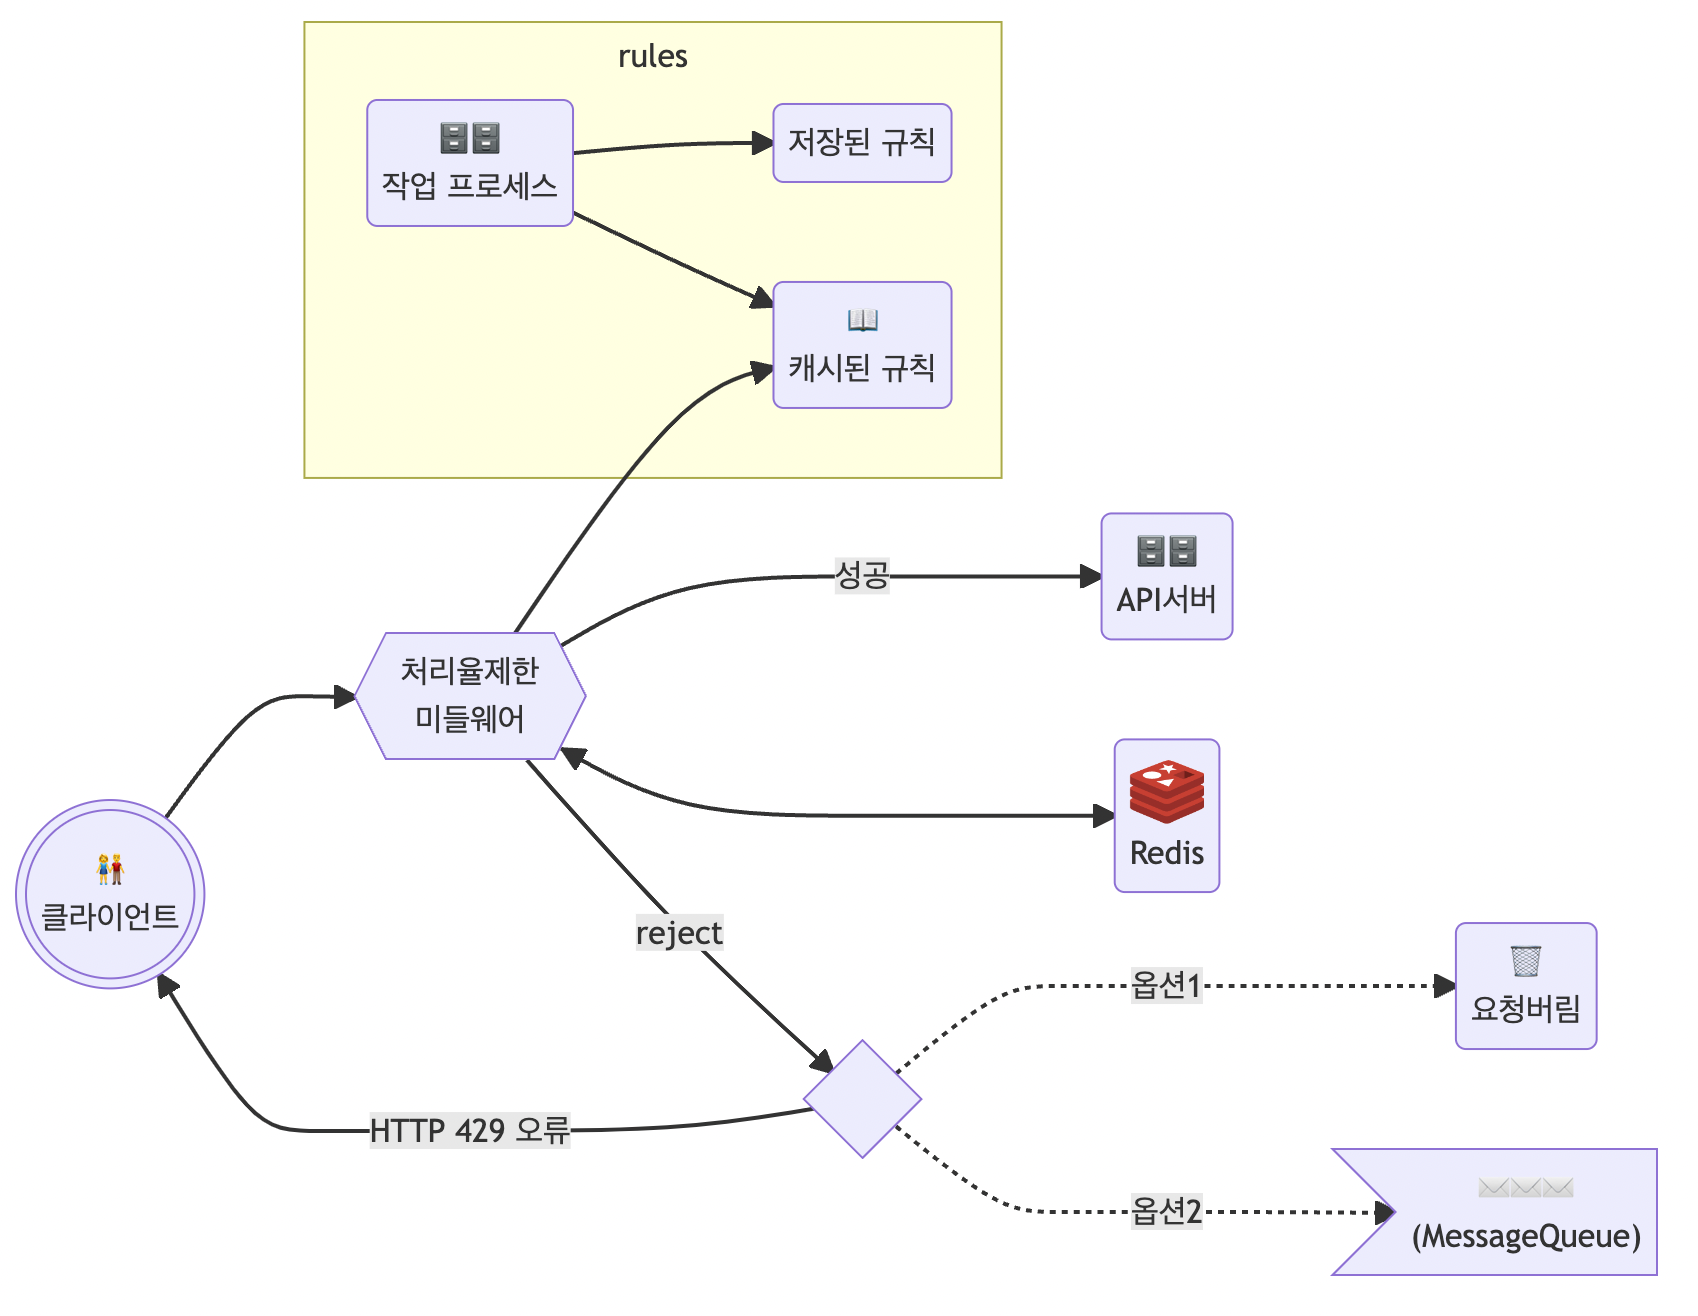 rules
작업 프로세스
저장된 규칙
캐시된 규칙
성공
API서버
처리율제한
미들웨어
Redis
클라이언트
reject
옵션1
요청버림
HTTP 429 오류
옵션2
(MessageQueue)